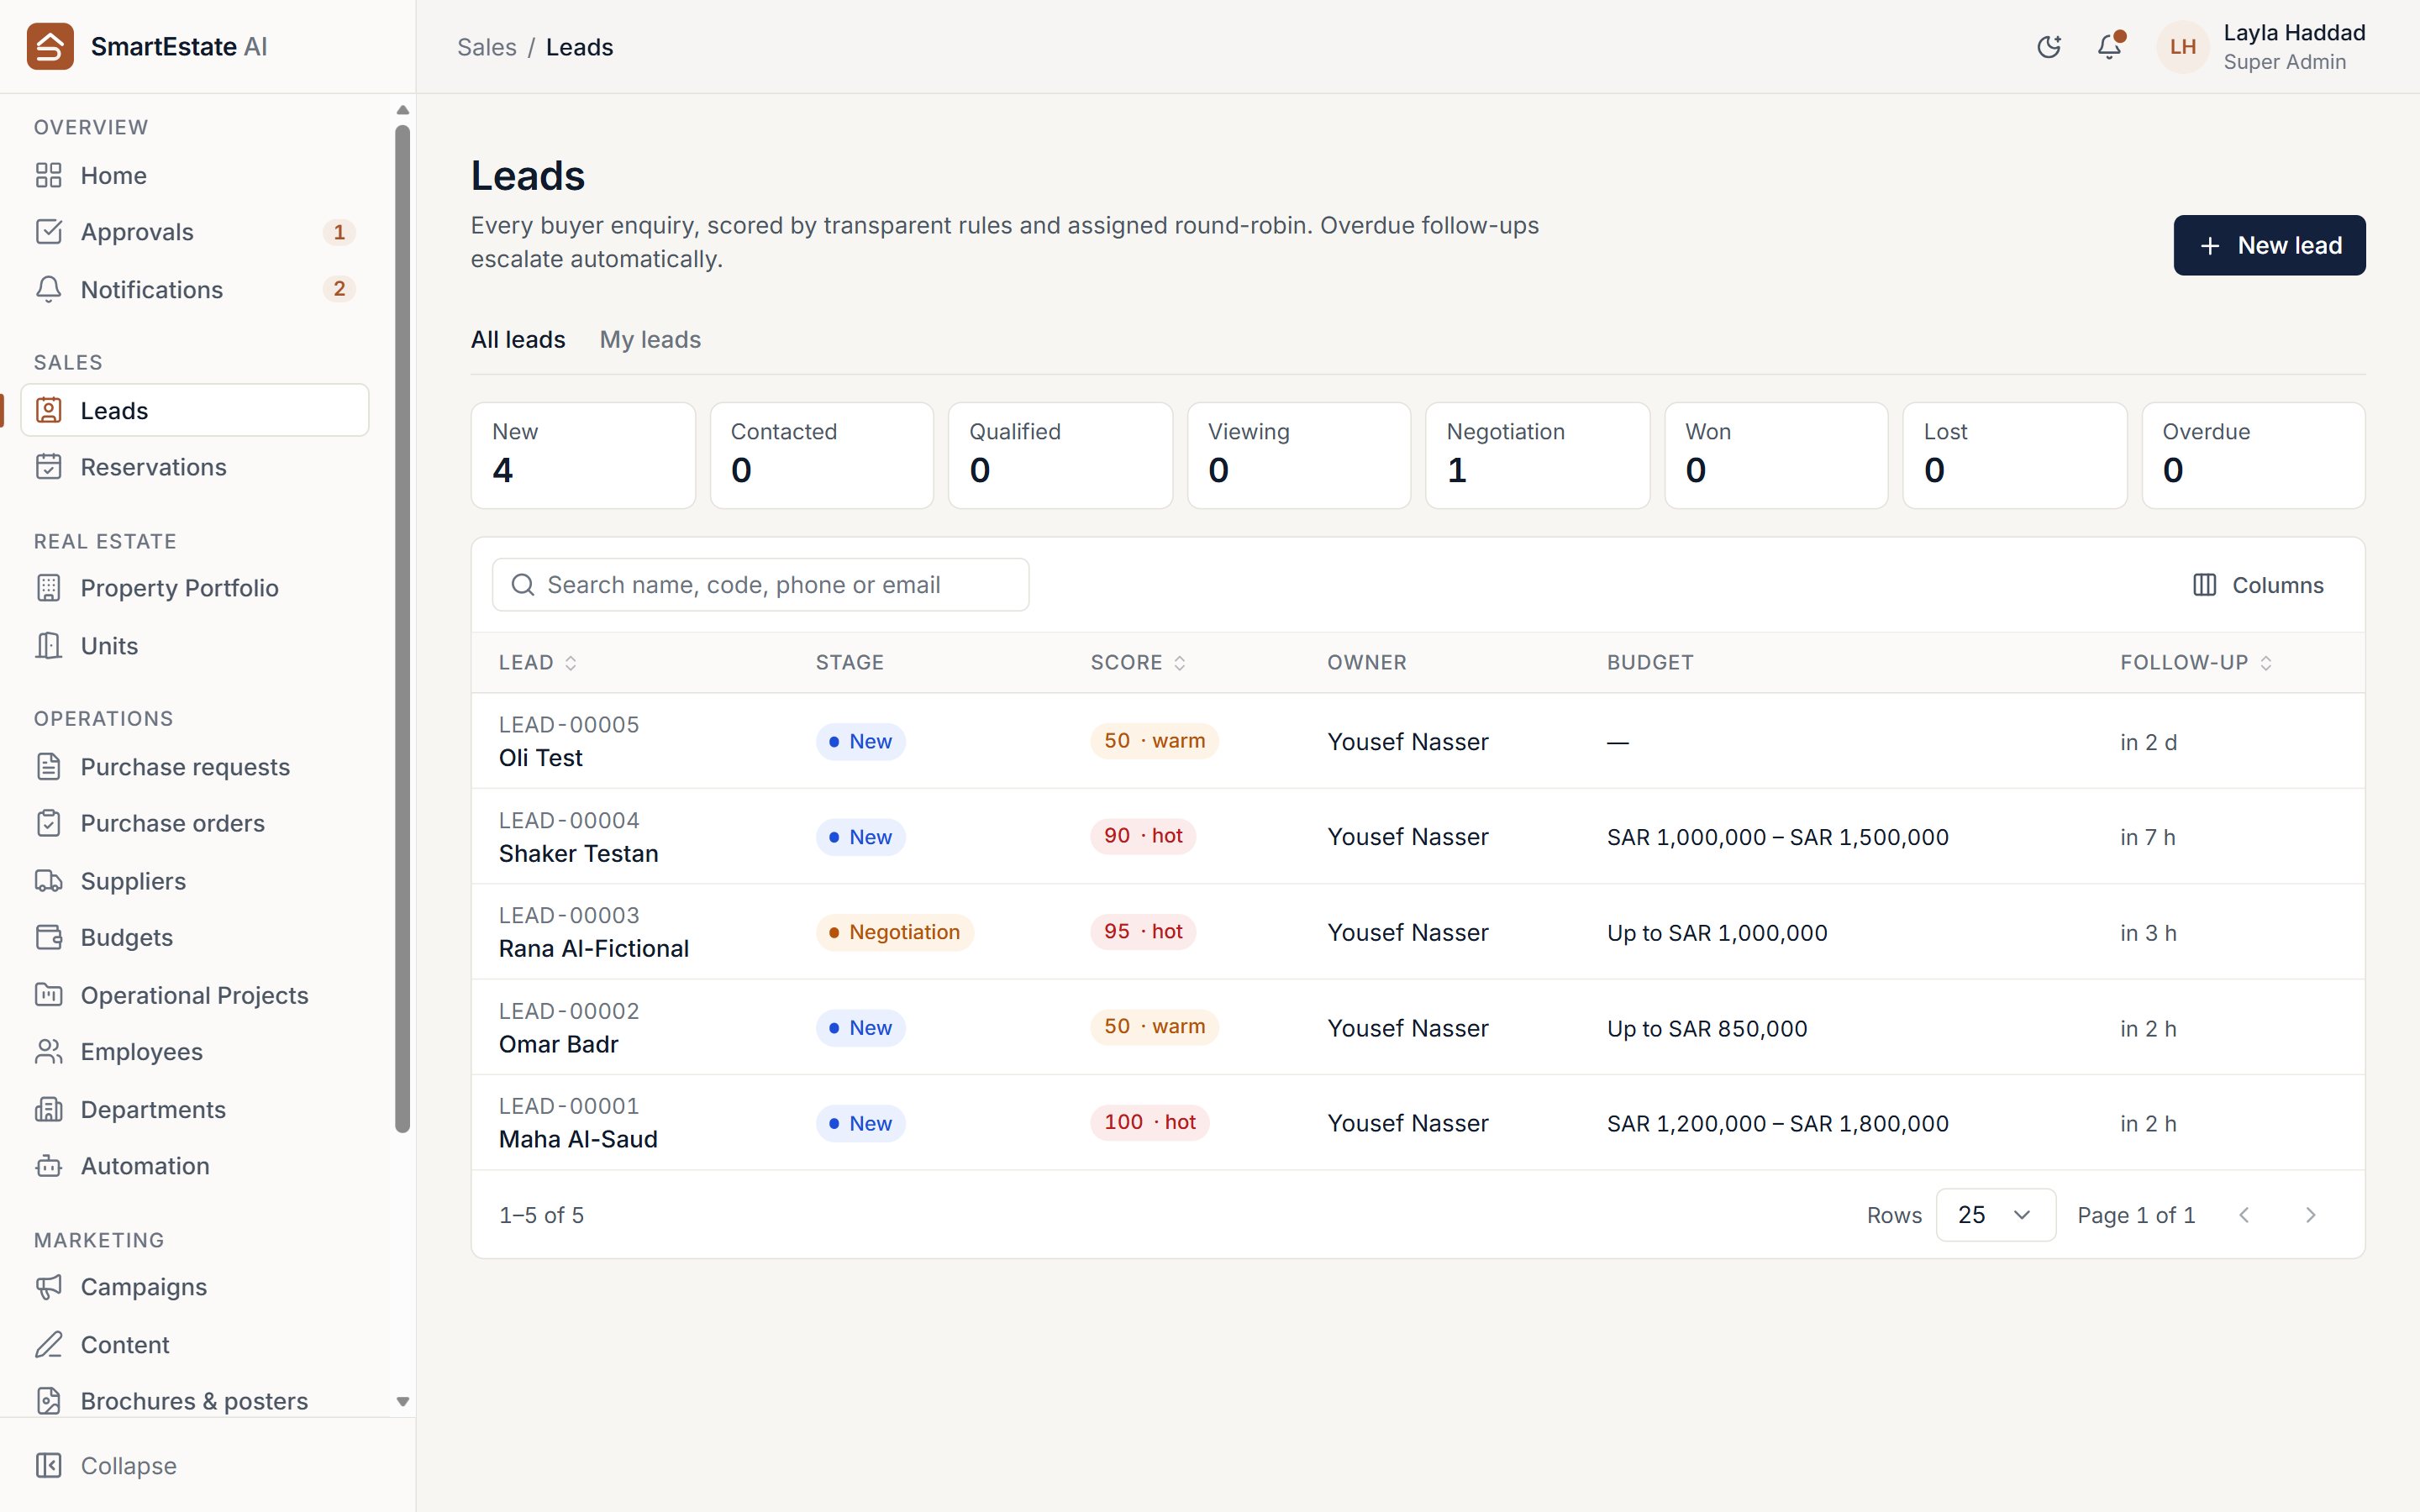 SmartEstate AI
Sales / Leads
LH
Layla Haddad
Super Admin
OVERVIEW
Home
Approvals 1
Notifications 2
SALES
Leads
Reservations
REAL ESTATE
Property Portfolio
Units
OPERATIONS
Purchase requests
Purchase orders
Suppliers
Budgets
Operational Projects
Employees
Departments
Automation
MARKETING
Campaigns
Content
Brochures & posters
Collapse
Leads
Every buyer enquiry, scored by transparent rules and assigned round-robin. Overdue follow-ups
escalate automatically.
New lead
All leads My leads
New Contacted Qualified Viewing Negotiation Won Lost Overdue
4 0 0 0 1 0 0 0
Search name, code, phone or email
Columns
LEAD STAGE SCORE OWNER BUDGET FOLLOW-UP
LEAD-00005
Oli Test New 50 · warm Yousef Nasser — in 2 d
LEAD-00004
Shaker Testan New 90 · hot Yousef Nasser SAR 1,000,000 – SAR 1,500,000 in 7 h
LEAD-00003
Rana Al-Fictional Negotiation 95 · hot Yousef Nasser Up to SAR 1,000,000 in 3 h
LEAD-00002
Omar Badr New 50 · warm Yousef Nasser Up to SAR 850,000 in 2 h
LEAD-00001
Maha Al-Saud New 100 · hot Yousef Nasser SAR 1,200,000 – SAR 1,800,000 in 2 h
1–5 of 5
Rows 25 Page 1 of 1